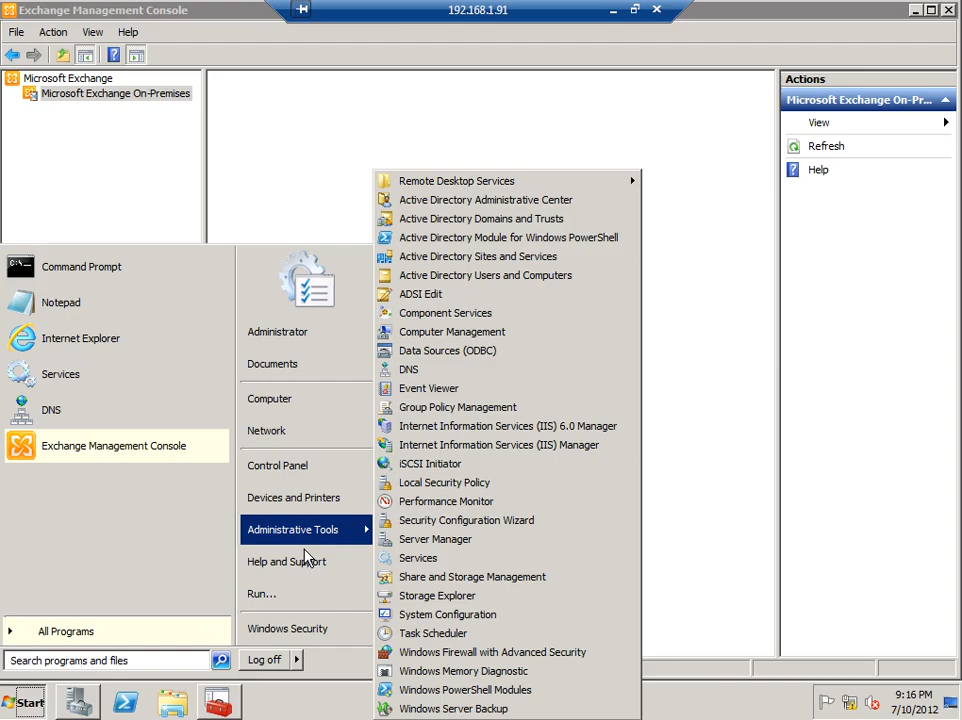 Exchange Management Console
192.168.1.91
File Action View Help
Microsoft Exchange
Microsoft Exchange On-Premises
Actions
Microsoft Exchange On-Pr...
View
Refresh
Help
Command Prompt
Notepad
Internet Explorer
Services
DNS
Exchange Management Console
All Programs
Search programs and files
Administrator
Documents
Computer
Network
Control Panel
Devices and Printers
Administrative Tools
Help and Support
Run...
Windows Security
Log off
Remote Desktop Services
Active Directory Administrative Center
Active Directory Domains and Trusts
Active Directory Module for Windows PowerShell
Active Directory Sites and Services
Active Directory Users and Computers
ADSI Edit
Component Services
Computer Management
Data Sources (ODBC)
DNS
Event Viewer
Group Policy Management
Internet Information Services (IIS) 6.0 Manager
Internet Information Services (IIS) Manager
iSCSI Initiator
Local Security Policy
Performance Monitor
Security Configuration Wizard
Server Manager
Services
Share and Storage Management
Storage Explorer
System Configuration
Task Scheduler
Windows Firewall with Advanced Security
Windows Memory Diagnostic
Windows PowerShell Modules
Windows Server Backup
Start
9:16 PM
7/10/2012